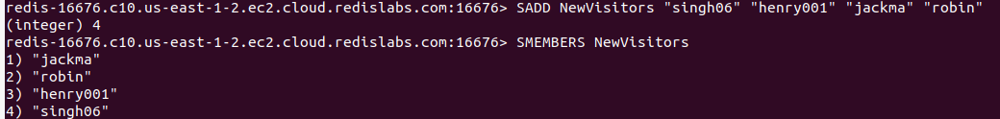 redis-16676.c10.us-east-1-2.ec2.cloud.redislabs.com:16676> SADD NewVisitors "singh06" "henry001" "jackma" "robin"
(integer) 4
redis-16676.c10.us-east-1-2.ec2.cloud.redislabs.com:16676> SMEMBERS NewVisitors
1) "jackma"
2) "robin"
3) "henry001"
4) "singh06"